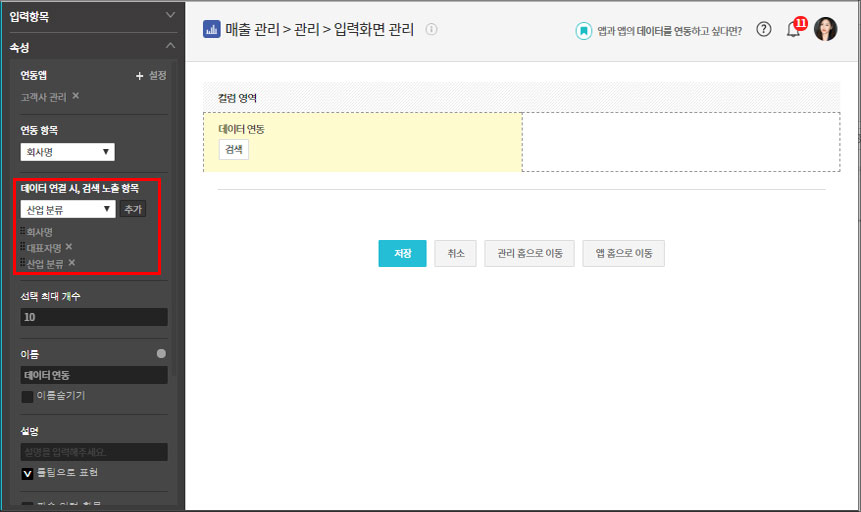 입력항목
속성
연동앱
+ 설정
고객사 관리 ×
연동 항목
회사명 ▼
데이터 연결 시, 검색 노출 항목
산업 분류 ▼ 추가
회사명
대표자명 ×
산업 분류 ×
선택 최대 개수
10
이름
데이터 연동
이름숨기기
설명
설명을 입력해주세요.
툴팁으로 표현
매출 관리 > 관리 > 입력화면 관리
앱과 앱의 데이터를 연동하고 싶다면?
?
11
컬럼 영역
데이터 연동
검색
저장 취소 관리 홈으로 이동 앱 홈으로 이동